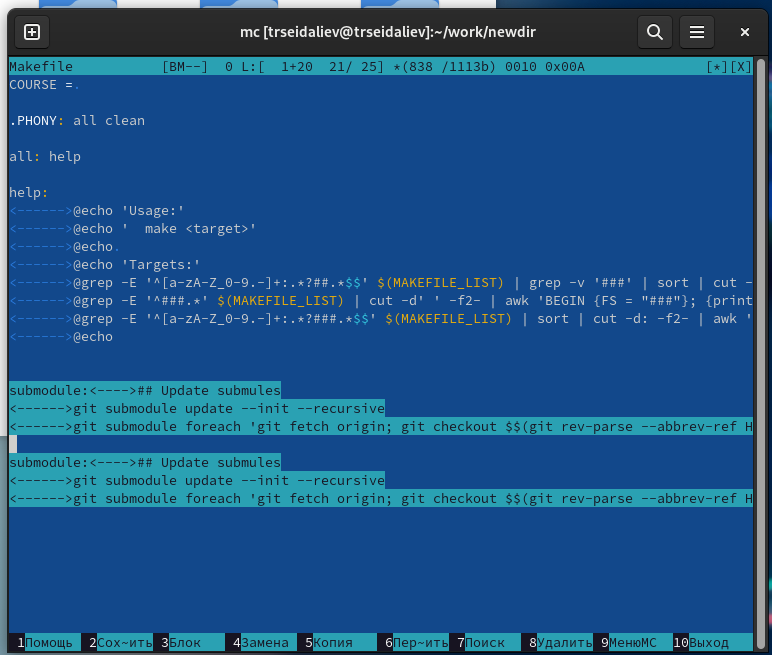 mc [trseidaliev@trseidaliev]:~/work/newdir
Makefile [BM--] 0 L:[ 1+20 21/ 25] *(838 /1113b) 0010 0x00A [*][X]
COURSE =.
.PHONY: all clean
all: help
help:
<------>@echo 'Usage:'
<------>@echo '  make <target>'
<------>@echo.
<------>@echo 'Targets:'
<------>@grep -E '^[a-zA-Z_0-9.-]+:.*?##.*$$' $(MAKEFILE_LIST) | grep -v '###' | sort | cut -
<------>@grep -E '^###.*' $(MAKEFILE_LIST) | cut -d' ' -f2- | awk 'BEGIN {FS = "###"}; {print
<------>@grep -E '^[a-zA-Z_0-9.-]+:.*?###.*$$' $(MAKEFILE_LIST) | sort | cut -d: -f2- | awk '
<------>@echo
submodule:<---->## Update submules
<------>git submodule update --init --recursive
<------>git submodule foreach 'git fetch origin; git checkout $$(git rev-parse --abbrev-ref H
submodule:<---->## Update submules
<------>git submodule update --init --recursive
<------>git submodule foreach 'git fetch origin; git checkout $$(git rev-parse --abbrev-ref H
1Помощь 2Сох~ить 3Блок 4Замена 5Копия 6Пер~ить 7Поиск 8Удалить 9МенюMC 10Выход